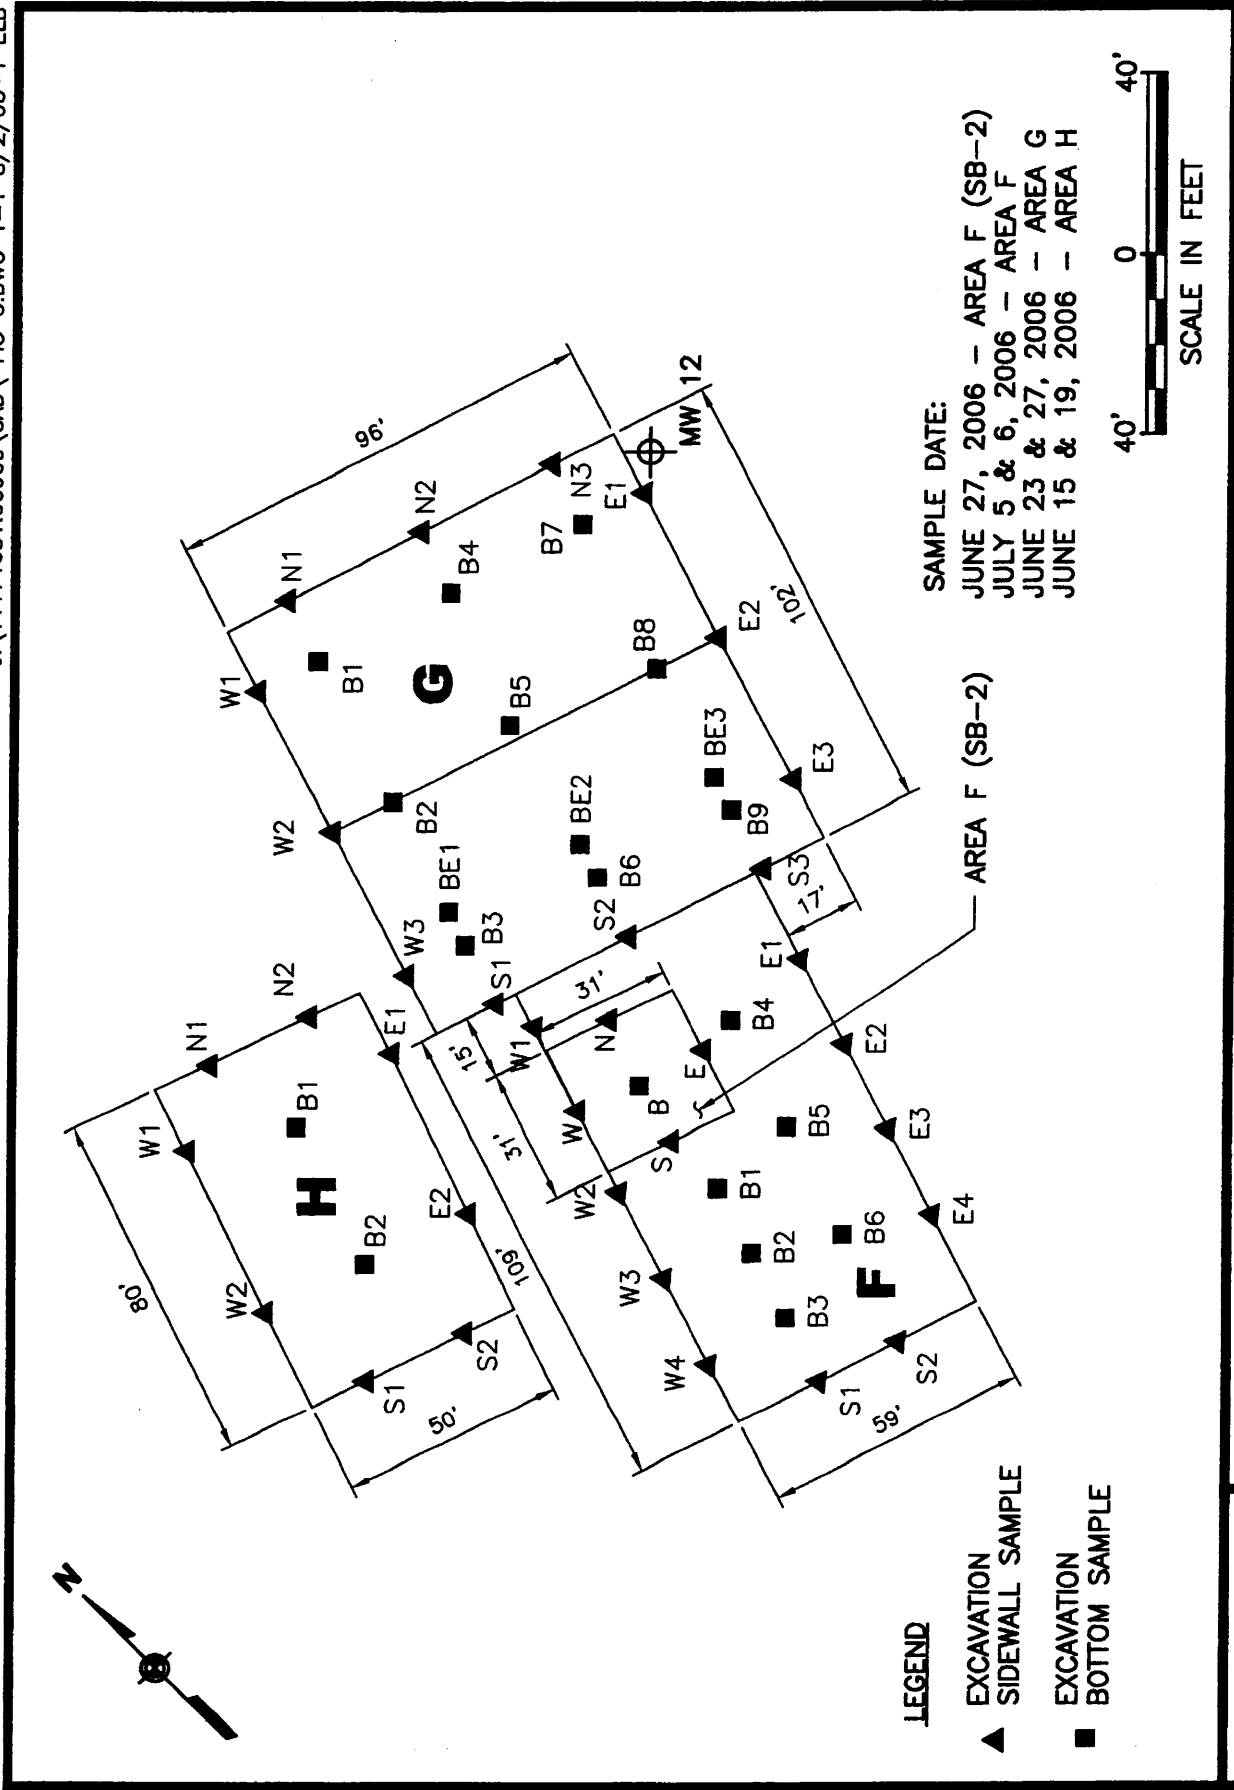 N
H
W1
W2
N1
N2
E1
E2
S1
S2
B1
B2
80'
50'
G
W1
W2
W3
N1
N2
N3
E1
E2
E3
S1
S2
S3
B1
B2
B3
B4
B5
B6
B7
B8
B9
BE1
BE2
BE3
96'
102'
MW 12
F
W1
W2
W3
W4
E1
E2
E3
E4
S1
S2
B1
B2
B3
B4
B5
B6
109'
59'
17'
15'
31'
31'
N
W
S
E
B
AREA F (SB-2)
LEGEND
EXCAVATION
SIDEWALL SAMPLE
EXCAVATION
BOTTOM SAMPLE
SAMPLE DATE:
JUNE 27, 2006 - AREA F (SB-2)
JULY 5 & 6, 2006 - AREA F
JUNE 23 & 27, 2006 - AREA G
JUNE 15 & 19, 2006 - AREA H
40' 0 40'
SCALE IN FEET